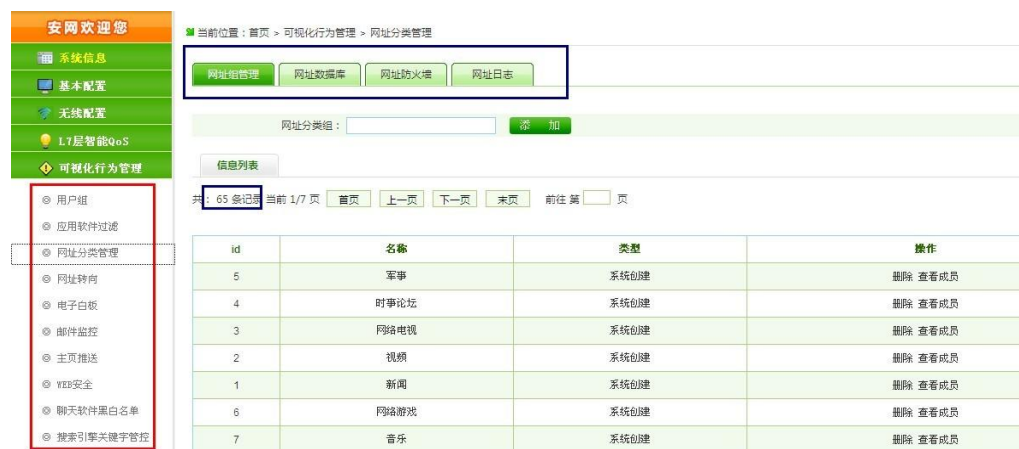 安网欢迎您
系统信息
基本配置
无线配置
L7层智能QoS
可视化行为管理
◎ 用户组
◎ 应用软件过滤
◎ 网址分类管理
◎ 网址转向
◎ 电子白板
◎ 邮件监控
◎ 主页推送
◎ WEB安全
◎ 聊天软件黑白名单
◎ 搜索引擎关键字管控
当前位置：首页 > 可视化行为管理 > 网址分类管理
网址组管理 网址数据库 网址防火墙 网址日志
网址分类组： 添 加
信息列表
共：65 条记录 当前 1/7 页 首页 上一页 下一页 末页 前往 第 页
id 名称 类型 操作
5 军事 系统创建 删除 查看成员
4 时事论坛 系统创建 删除 查看成员
3 网络电视 系统创建 删除 查看成员
2 视频 系统创建 删除 查看成员
1 新闻 系统创建 删除 查看成员
6 网络游戏 系统创建 删除 查看成员
7 音乐 系统创建 删除 查看成员